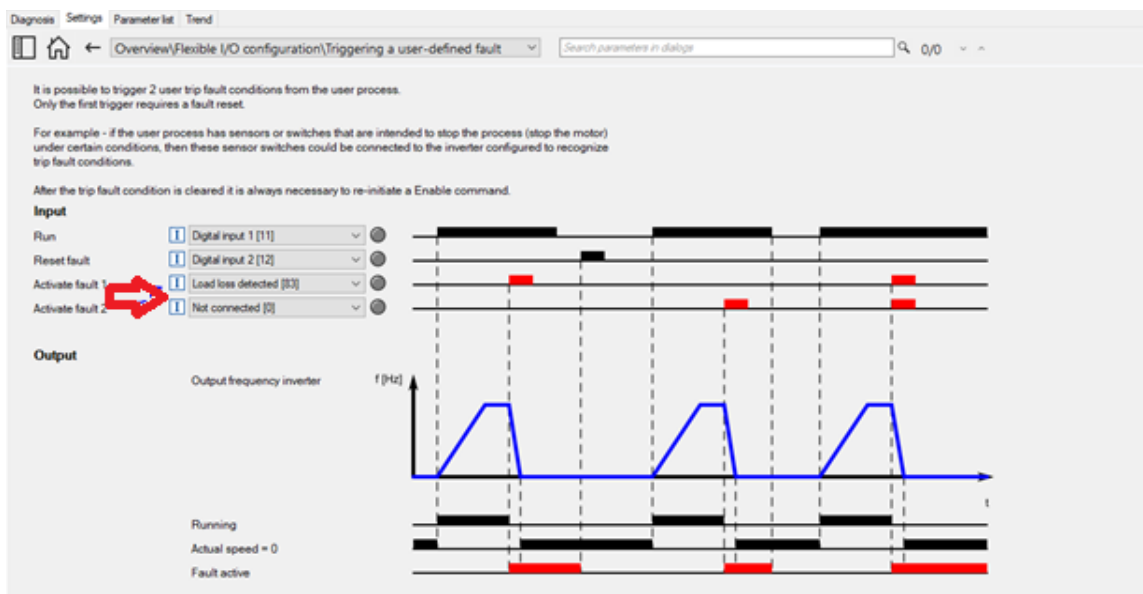 Diagnosis Settings Parameter list Trend
Overview\Flexible I/O configuration\Triggering a user-defined fault Search parameters in dialogs 0/0
It is possible to trigger 2 user trip fault conditions from the user process.
Only the first trigger requires a fault reset.
For example - if the user process has sensors or switches that are intended to stop the process (stop the motor)
under certain conditions, then these sensor switches could be connected to the inverter configured to recognize
trip fault conditions.
After the trip fault condition is cleared it is always necessary to re-initiate a Enable command.
Input
Run I Digital input 1 [11]
Reset fault I Digital input 2 [12]
Activate fault 1 I Load loss detected [83]
Activate fault 2 I Not connected [0]
Output
Output frequency inverter f [Hz]
t
Running
Actual speed = 0
Fault active